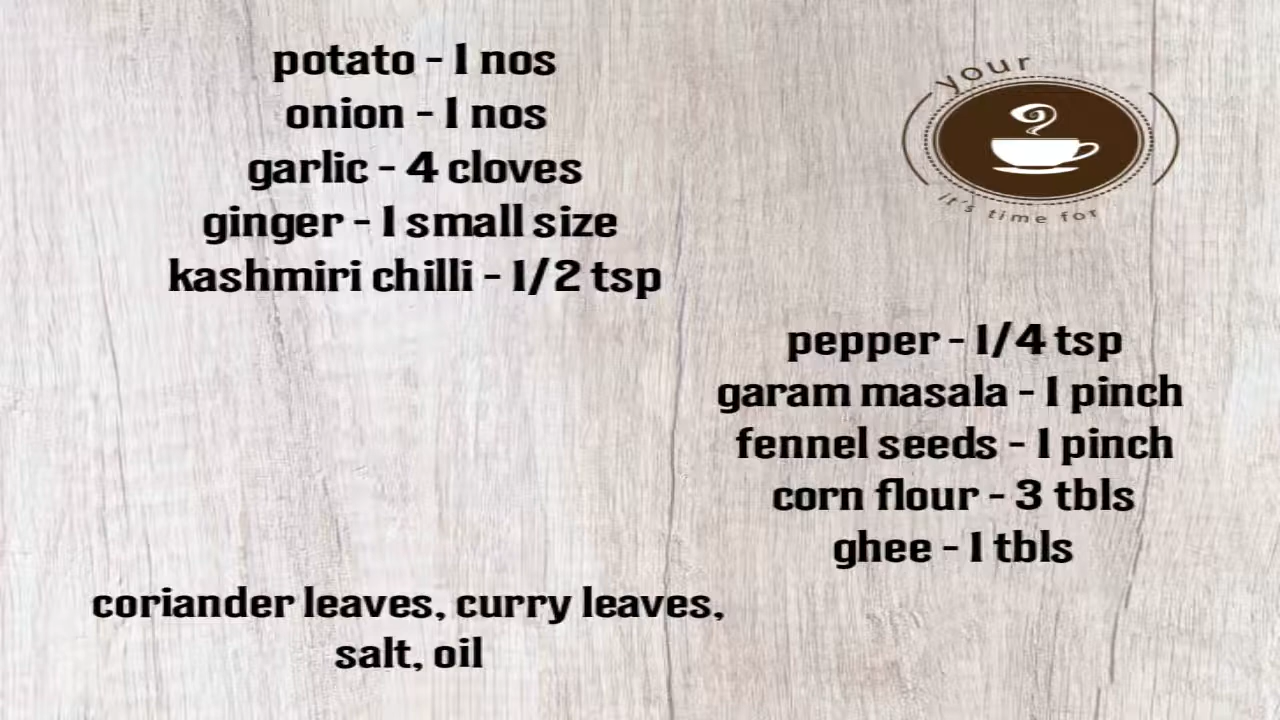 potato - 1 nos
onion - 1 nos
garlic - 4 cloves
ginger - 1 small size
kashmiri chilli - 1/2 tsp
your
it's time for
pepper - 1/4 tsp
garam masala - 1 pinch
fennel seeds - 1 pinch
corn flour - 3 tbls
ghee - 1 tbls
coriander leaves, curry leaves,
salt, oil